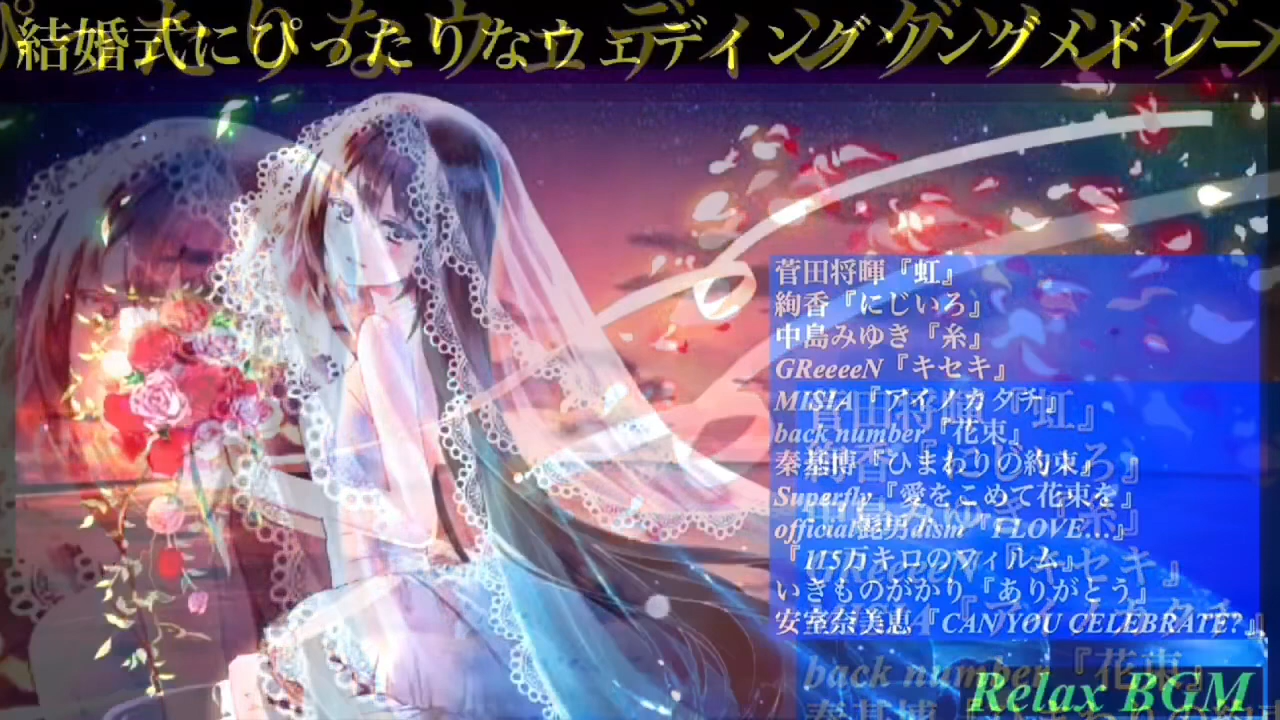 結婚式にぴったりなウェディングソングメドレー
菅田将暉『虹』
絢香『にじいろ』
中島みゆき『糸』
GReeeeN『キセキ』
MISIA『アイノカタチ』
back number『花束』
秦基博『ひまわりの約束』
Superfly『愛をこめて花束を』
official髭男dism『I LOVE...』
『115万キロのフィルム』
いきものがかり『ありがとう』
安室奈美恵『CAN YOU CELEBRATE?』
back number『花束』
Relax BGM